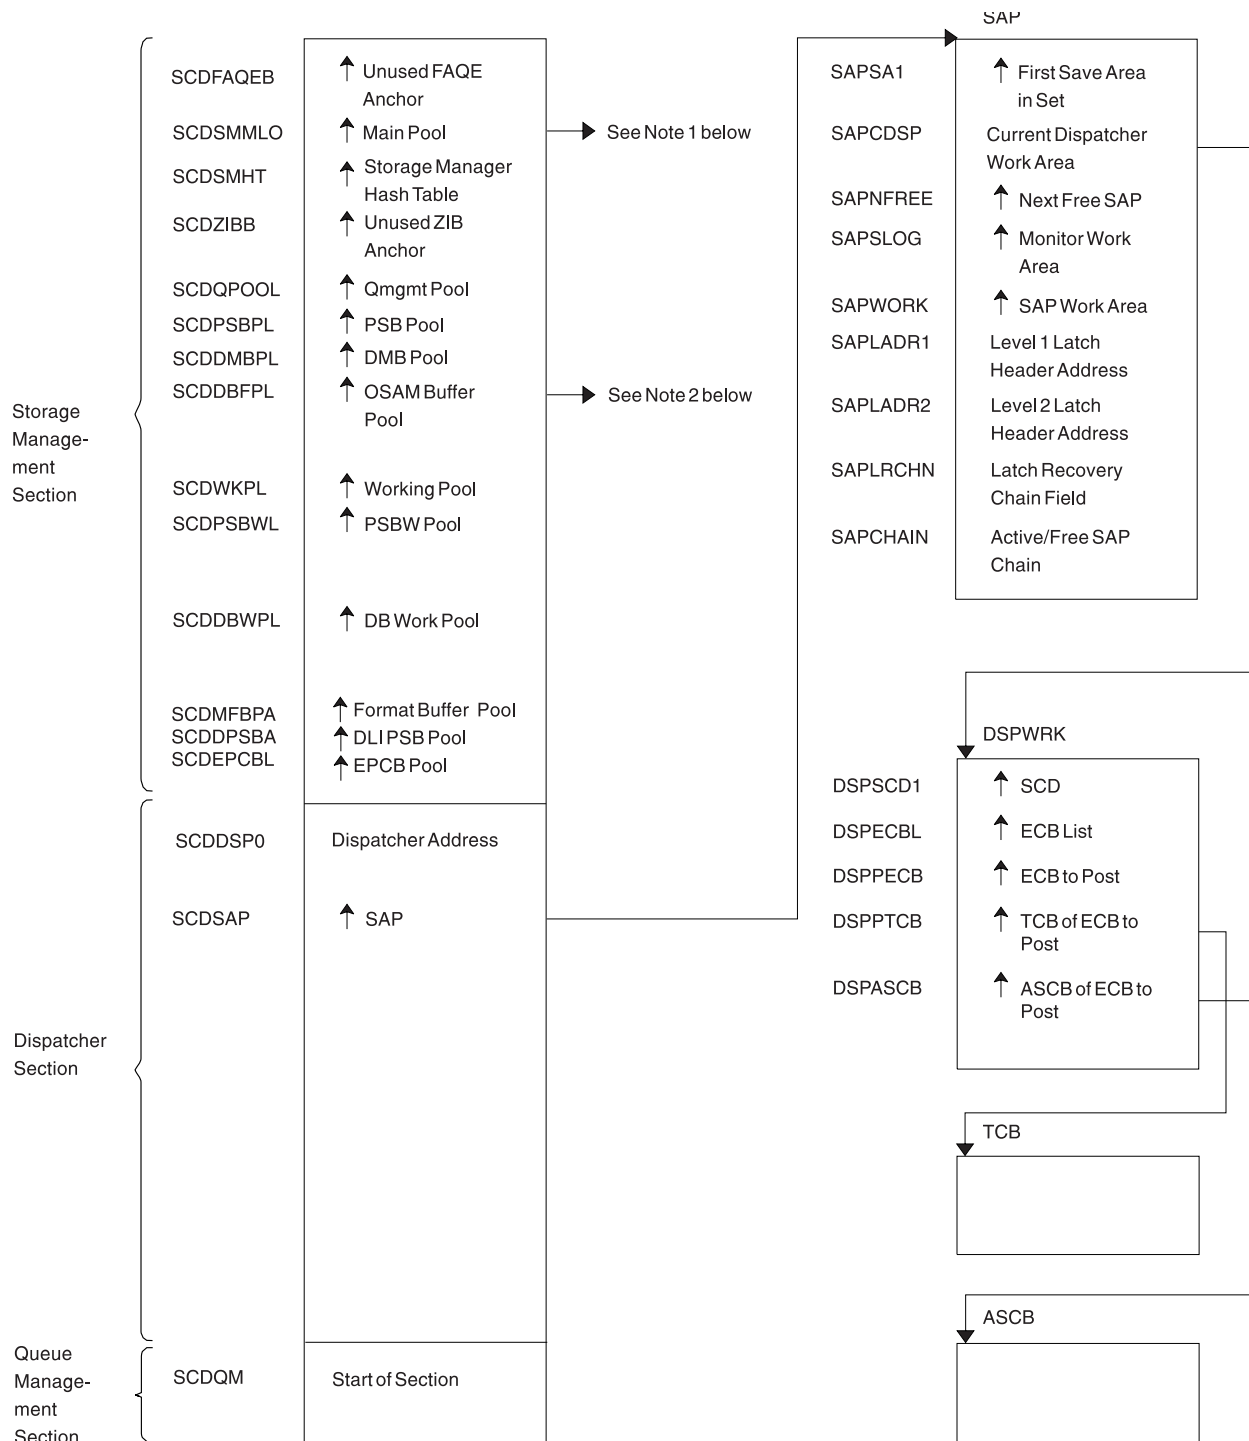 SAP
SCDFAQEB
Unused FAQE
Anchor
SCDSMMLO
Main Pool
See Note 1 below
SCDSMHT
Storage Manager
Hash Table
SCDZIBB
Unused ZIB
Anchor
SCDQPOOL
Qmgmt Pool
SCDPSBPL
PSB Pool
SCDDMBPL
DMB Pool
SCDDBFPL
OSAM Buffer
Pool
See Note 2 below
Storage
Manage-
ment
Section
SCDWKPL
Working Pool
SCDPSBWL
PSBW Pool
SCDDBWPL
DB Work Pool
SCDMFBPA
Format Buffer Pool
SCDDPSBA
DLI PSB Pool
SCDEPCBL
EPCB Pool
SCDDSP0
Dispatcher Address
SCDSAP
SAP
Dispatcher
Section
Queue
Manage-
ment
Section
SCDQM
Start of Section
SAPSA1
First Save Area
in Set
SAPCDSP
Current Dispatcher
Work Area
SAPNFREE
Next Free SAP
SAPSLOG
Monitor Work
Area
SAPWORK
SAP Work Area
SAPLADR1
Level 1 Latch
Header Address
SAPLADR2
Level 2 Latch
Header Address
SAPLRCHN
Latch Recovery
Chain Field
SAPCHAIN
Active/Free SAP
Chain
DSPWRK
DSPSCD1
SCD
DSPECBL
ECB List
DSPPECB
ECB to Post
DSPPTCB
TCB of ECB to
Post
DSPASCB
ASCB of ECB to
Post
TCB
ASCB